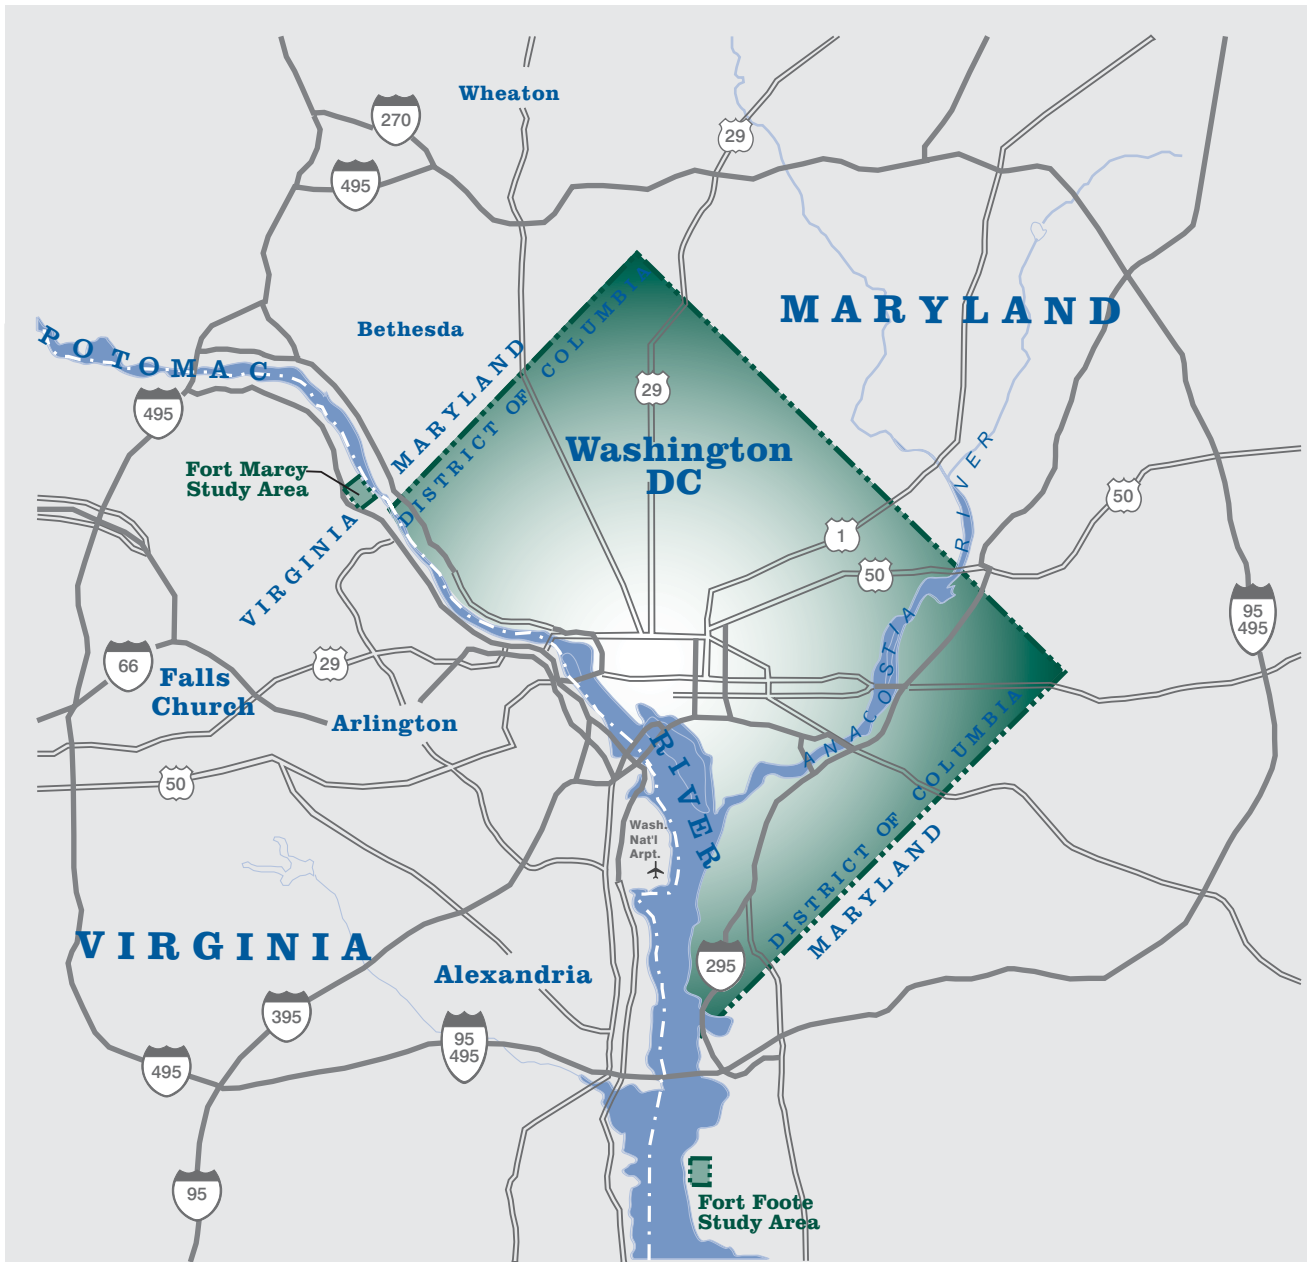 Wheaton
270
29
495
MARYLAND
Bethesda
POTOMAC
MARYLAND
DISTRICT OF COLUMBIA
29
495
Washington
DC
RIVER
Fort Marcy
Study Area
50
VIRGINIA
1
50
95
495
ANACOSTIA
66
29
Falls
Church
Arlington
RIVER
50
DISTRICT OF COLUMBIA
MARYLAND
Wash.
Nat'l
Arpt.
VIRGINIA
Alexandria
295
395
95
495
495
95
Fort Foote
Study Area